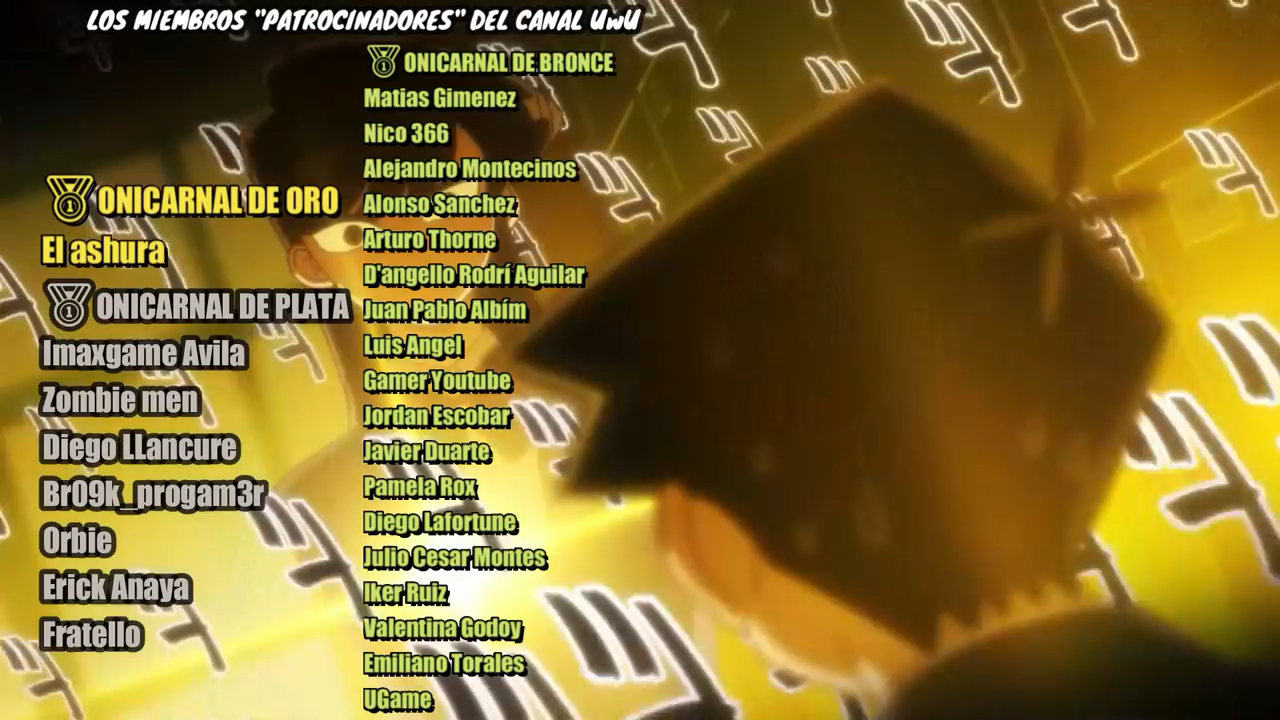 LOS MIEMBROS "PATROCINADORES" DEL CANAL UwU
ONICARNAL DE ORO
El ashura
ONICARNAL DE PLATA
Imaxgame Avila
Zombie men
Diego LLancure
Br09k_progam3r
Orbie
Erick Anaya
Fratello
ONICARNAL DE BRONCE
Matias Gimenez
Nico 366
Alejandro Montecinos
Alonso Sanchez
Arturo Thorne
D'angello Rodrí Aguilar
Juan Pablo Albím
Luis Angel
Gamer Youtube
Jordan Escobar
Javier Duarte
Pamela Rox
Diego Lafortune
Julio Cesar Montes
Iker Ruiz
Valentina Godoy
Emiliano Torales
UGame